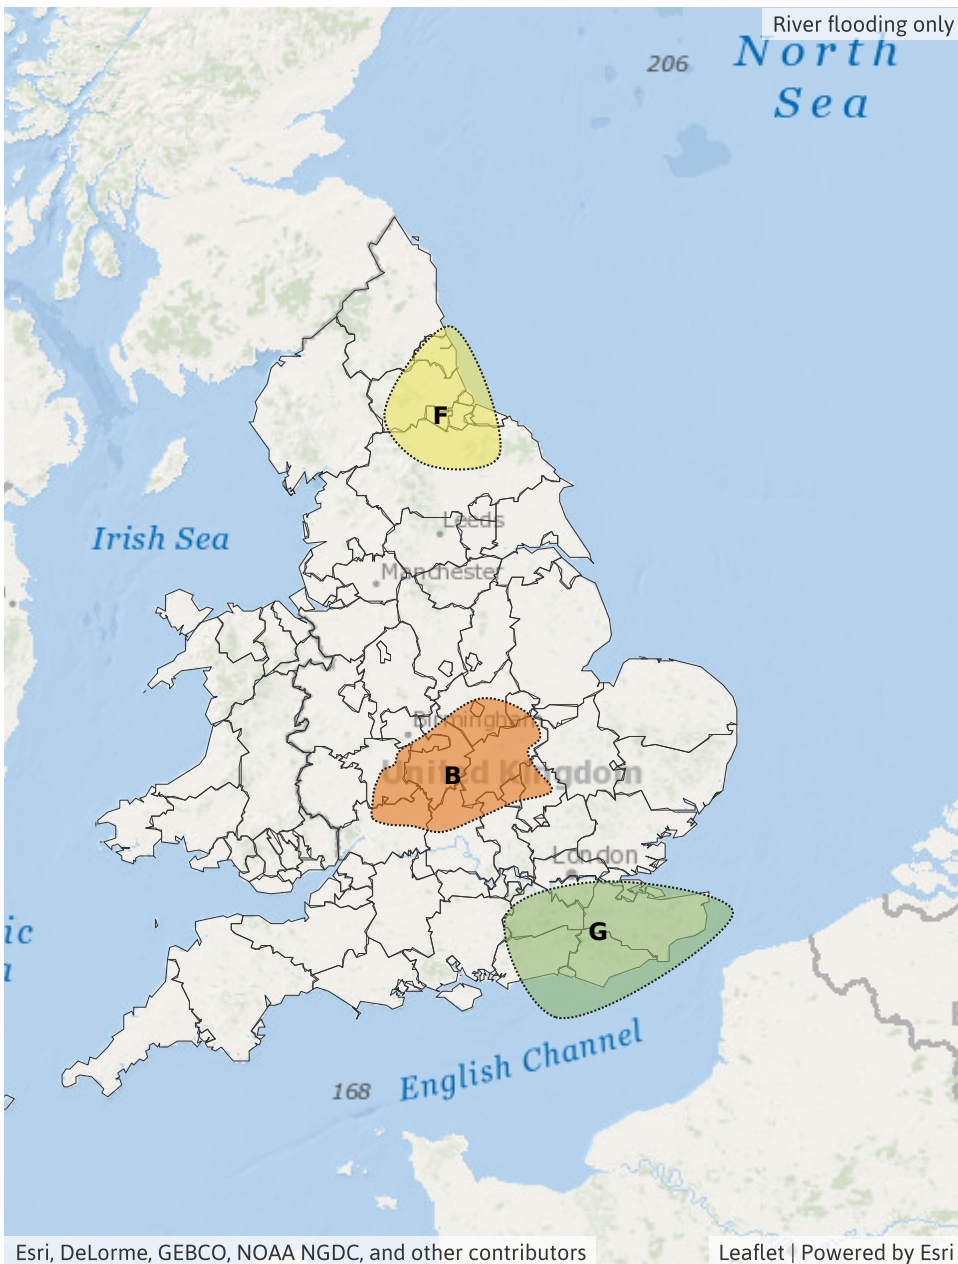 River flooding only
206
North
Sea
F
Leeds
Irish Sea
Manchester
Birmingham
B
United Kingdom
London
G
ic
a
English Channel
168
Esri, DeLorme, GEBCO, NOAA NGDC, and other contributors
Leaflet | Powered by Esri